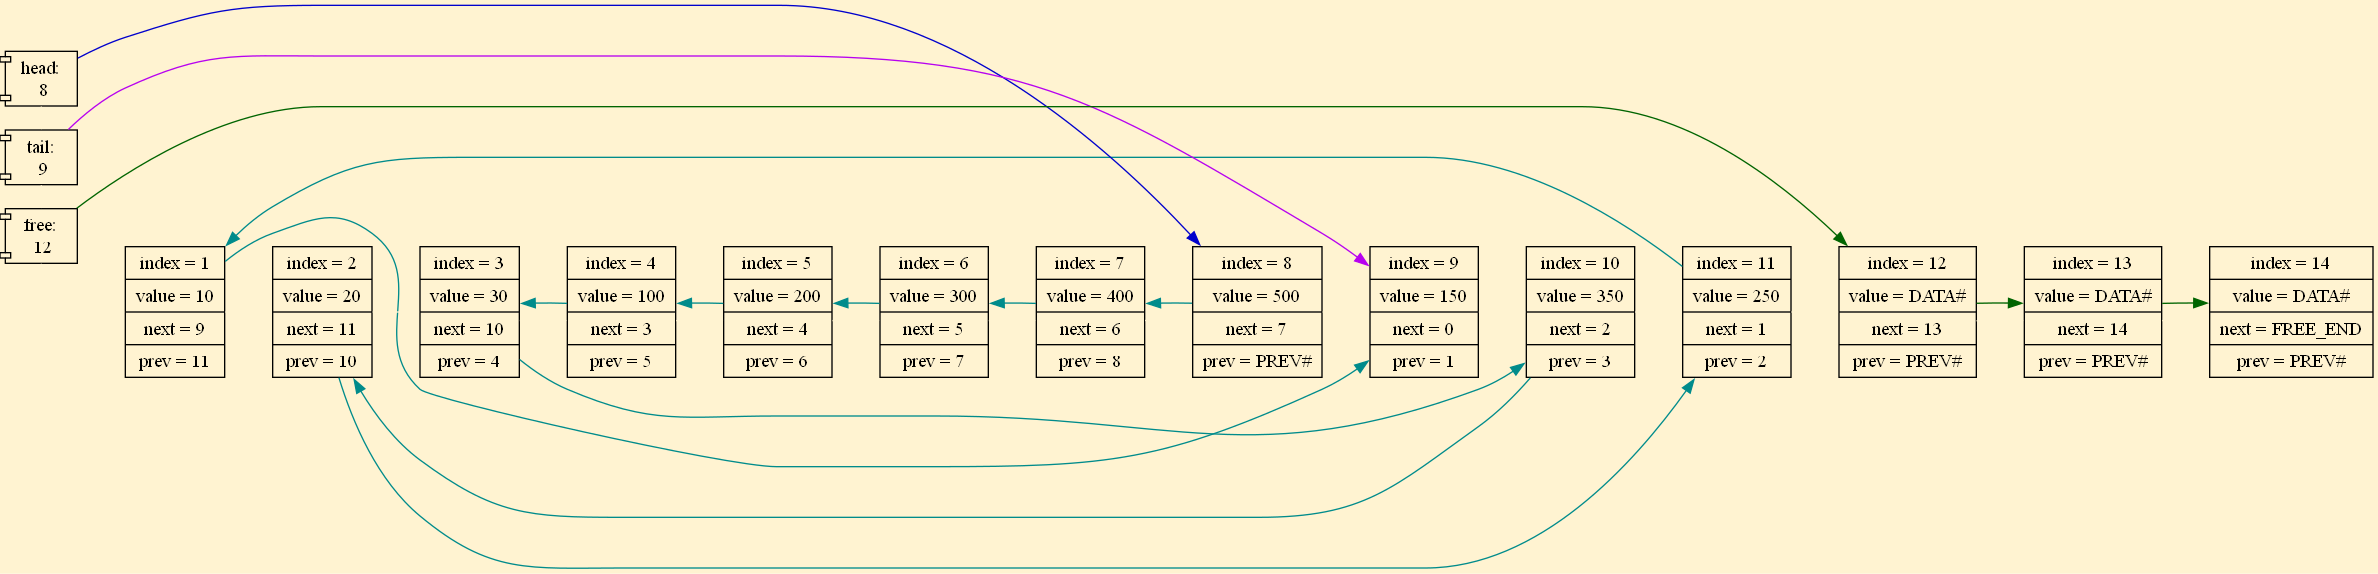 head:
8
tail:
9
free:
12
index = 1
value = 10
next = 9
prev = 11
index = 2
value = 20
next = 11
prev = 10
index = 3
value = 30
next = 10
prev = 4
index = 4
value = 100
next = 3
prev = 5
index = 5
value = 200
next = 4
prev = 6
index = 6
value = 300
next = 5
prev = 7
index = 7
value = 400
next = 6
prev = 8
index = 8
value = 500
next = 7
prev = PREV#
index = 9
value = 150
next = 0
prev = 1
index = 10
value = 350
next = 2
prev = 3
index = 11
value = 250
next = 1
prev = 2
index = 12
value = DATA#
next = 13
prev = PREV#
index = 13
value = DATA#
next = 14
prev = PREV#
index = 14
value = DATA#
next = FREE_END
prev = PREV#